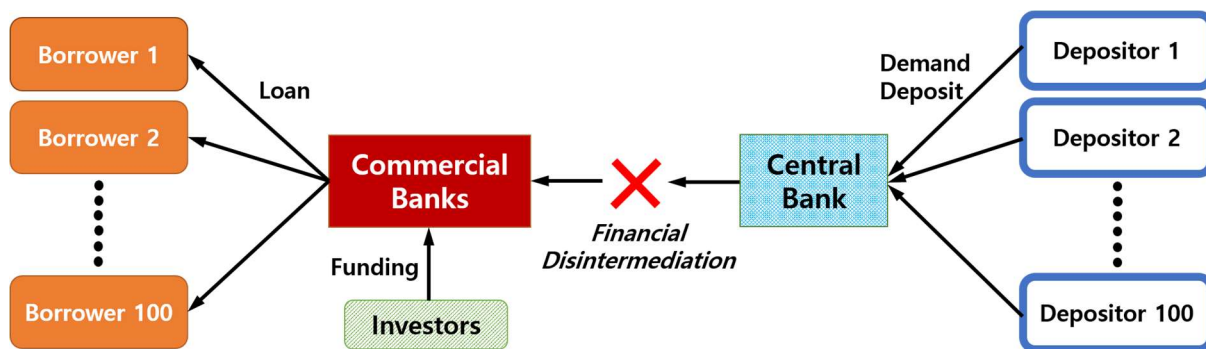 Borrower 1
Borrower 2
Borrower 100
Loan
Commercial
Banks
Funding
Investors
Financial
Disintermediation
Central
Bank
Demand
Deposit
Depositor 1
Depositor 2
Depositor 100